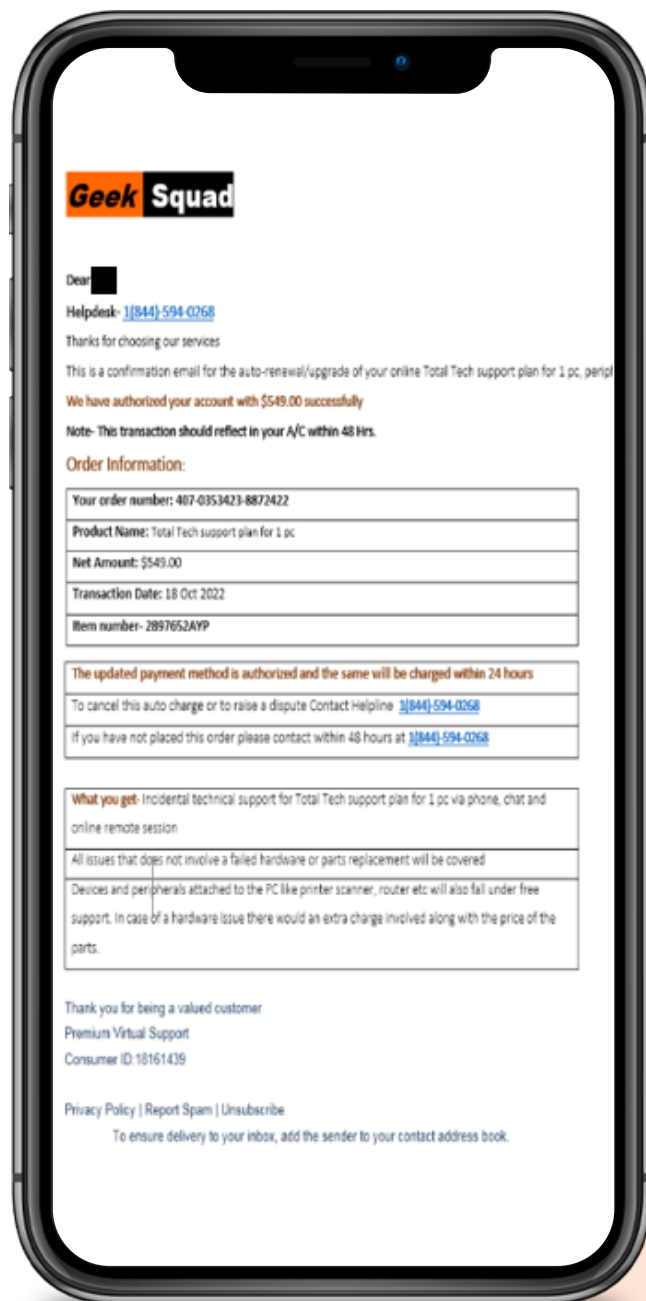 Geek Squad
Dear
Helpdesk- 1(844)-594-0268
Thanks for choosing our services
This is a confirmation email for the auto-renewal/upgrade of your online Total Tech support plan for 1 pc, periph
We have authorized your account with $549.00 successfully
Note- This transaction should reflect in your A/C within 48 Hrs.
Order Information:
Your order number: 407-0353423-8872422
Product Name: Total Tech support plan for 1 pc
Net Amount: $549.00
Transaction Date: 18 Oct 2022
Item number- 2897652AYP
The updated payment method is authorized and the same will be charged within 24 hours
To cancel this auto charge or to raise a dispute Contact Helpline 1(844)-594-0268
If you have not placed this order please contact within 48 hours at 1(844)-594-0268
What you get- Incidental technical support for Total Tech support plan for 1 pc via phone, chat and
online remote session
All issues that does not involve a failed hardware or parts replacement will be covered
Devices and peripherals attached to the PC like printer scanner, router etc will also fall under free
support. In case of a hardware issue there would an extra charge involved along with the price of the
parts.
Thank you for being a valued customer
Premium Virtual Support
Consumer ID:18161439
Privacy Policy | Report Spam | Unsubscribe
To ensure delivery to your inbox, add the sender to your contact address book.